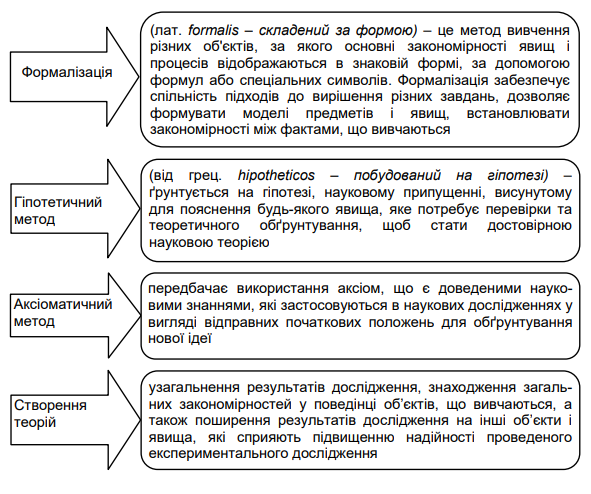 Формалізація
(лат. formalis – складений за формою) – це метод вивчення
різних об'єктів, за якого основні закономірності явищ і
процесів відображаються в знаковій формі, за допомогою
формул або спеціальних символів. Формалізація забезпечує
спільність підходів до вирішення різних завдань, дозволяє
формувати моделі предметів і явищ, встановлювати
закономірності між фактами, що вивчаються
Гіпотетичний
метод
(від грец. hipotheticos – побудований на гіпотезі) –
ґрунтується на гіпотезі, науковому припущенні, висунутому
для пояснення будь-якого явища, яке потребує перевірки та
теоретичного обґрунтування, щоб стати достовірною
науковою теорією
Аксіоматичний
метод
передбачає використання аксіом, що є доведеними науко-
вими знаннями, які застосовуються в наукових дослідженнях у
вигляді відправних початкових положень для обґрунтування
нової ідеї
Створення
теорій
узагальнення результатів дослідження, знаходження загаль-
них закономірностей у поведінці об’єктів, що вивчаються, а
також поширення результатів дослідження на інші об’єкти і
явища, які сприяють підвищенню надійності проведеного
експериментального дослідження